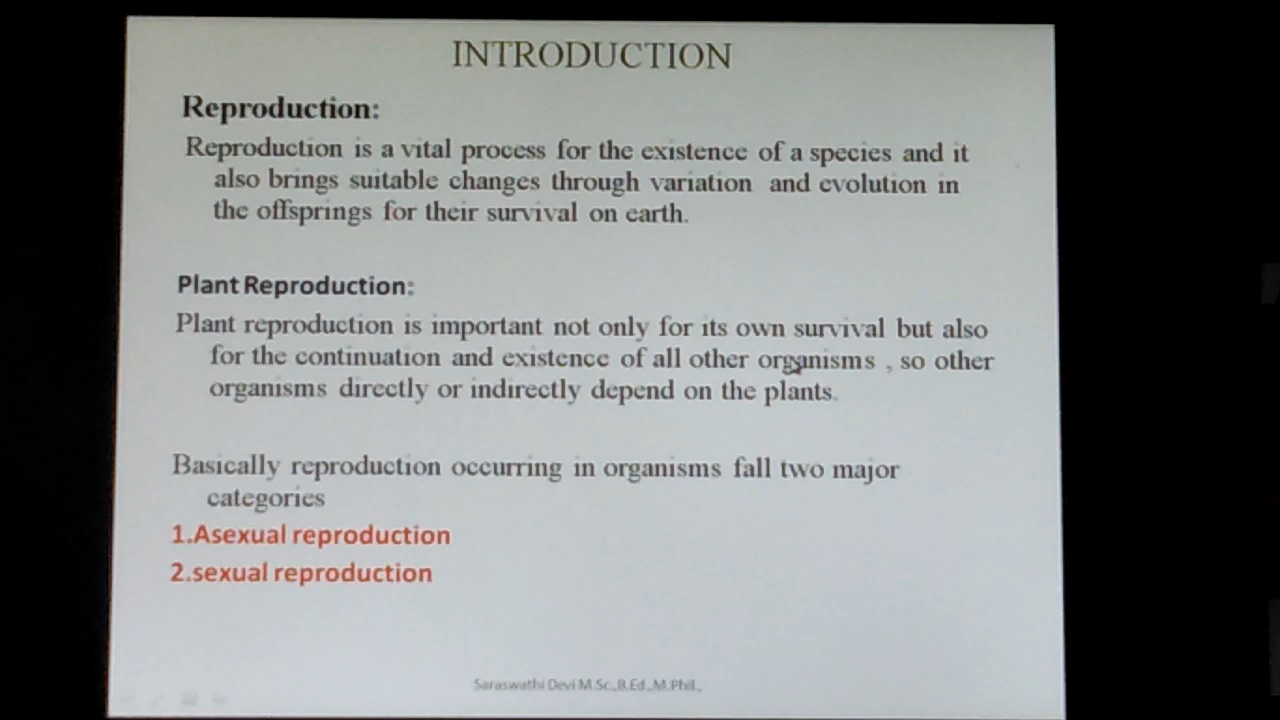 INTRODUCTION
Reproduction:
Reproduction is a vital process for the existence of a species and it
also brings suitable changes through variation and evolution in
the offsprings for their survival on earth.
Plant Reproduction:
Plant reproduction is important not only for its own survival but also
for the continuation and existence of all other organisms , so other
organisms directly or indirectly depend on the plants.
Basically reproduction occurring in organisms fall two major
categories
1.Asexual reproduction
2.sexual reproduction
Saraswathi Devi M.Sc.,B.Ed.,M.Phil.,